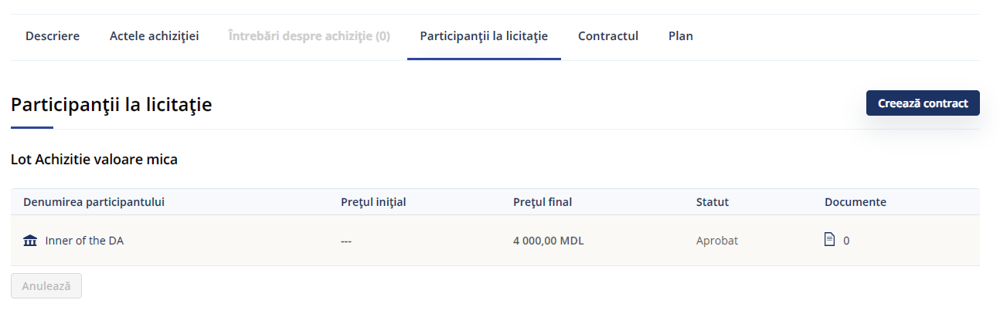 Descriere Actele achiziţiei Întrebări despre achiziţie (0) Participanţii la licitaţie Contractul Plan
Participanţii la licitaţie Creează contract
Lot Achizitie valoare mica
Denumirea participantului Preţul iniţial Preţul final Statut Documente
Inner of the DA --- 4 000,00 MDL Aprobat 0
Anulează